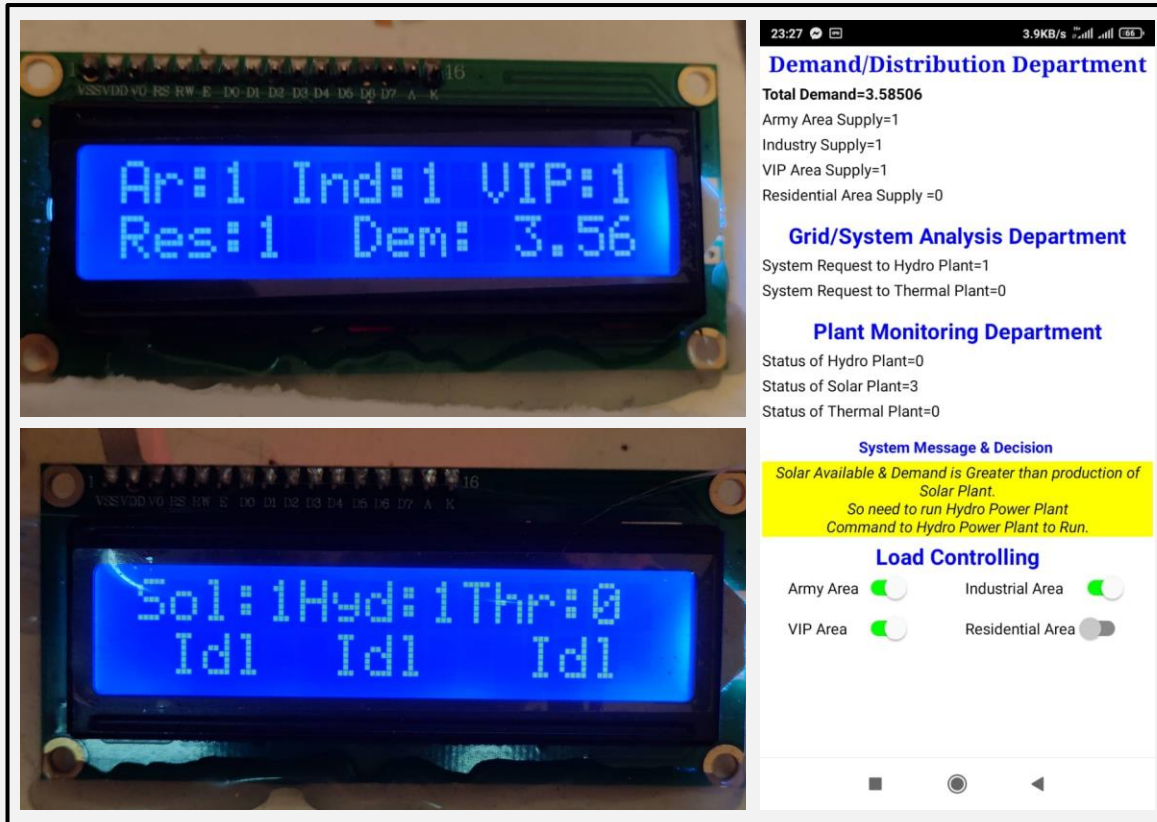 1 16
VSS VDD VO RS RW E D0 D1 D2 D3 D4 D5 D6 D7 A K
Ar:1 Ind:1 VIP:1
Res:1 Dem: 3.56
1 16
VSS VDD VO RS RW E D0 D1 D2 D3 D4 D5 D6 D7 A K
Sol:1Hyd:1Thr:0
Idl Idl Idl
23:27 3.9KB/s 66
Demand/Distribution Department
Total Demand=3.58506
Army Area Supply=1
Industry Supply=1
VIP Area Supply=1
Residential Area Supply =0
Grid/System Analysis Department
System Request to Hydro Plant=1
System Request to Thermal Plant=0
Plant Monitoring Department
Status of Hydro Plant=0
Status of Solar Plant=3
Status of Thermal Plant=0
System Message & Decision
Solar Available & Demand is Greater than production of
Solar Plant.
So need to run Hydro Power Plant
Command to Hydro Power Plant to Run.
Load Controlling
Army Area Industrial Area
VIP Area Residential Area